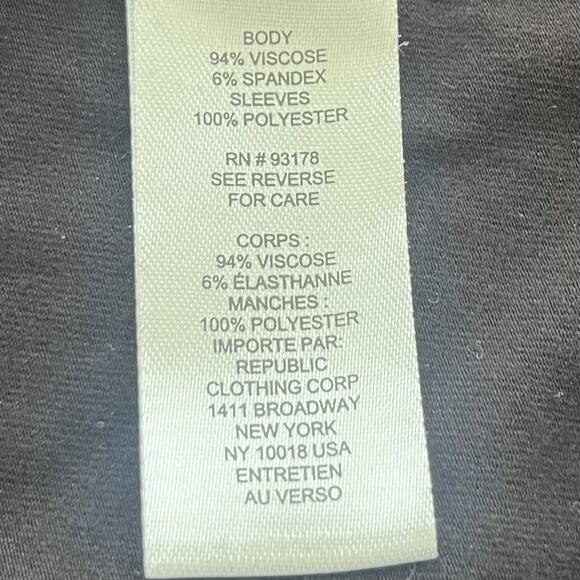 BODY
94% VISCOSE
6% SPANDEX
SLEEVES
100% POLYESTER
RN # 93178
SEE REVERSE
FOR CARE
CORPS :
94% VISCOSE
6% ÉLASTHANNE
MANCHES :
100% POLYESTER
IMPORTE PAR:
REPUBLIC
CLOTHING CORP
1411 BROADWAY
NEW YORK
NY 10018 USA
ENTRETIEN
AU VERSO